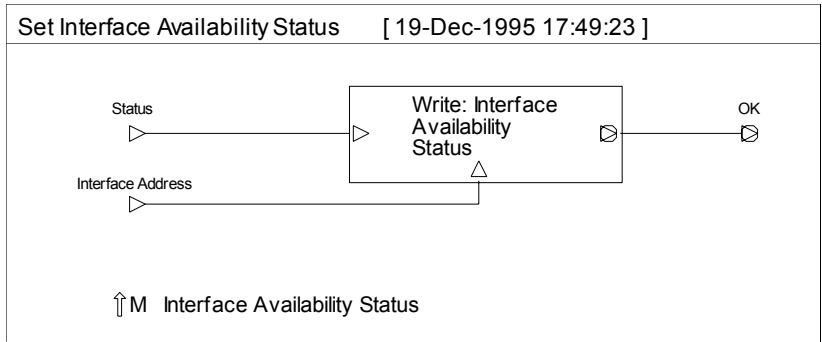 Set Interface Availability Status [ 19-Dec-1995 17:49:23 ]
Status
Write: Interface
Availability
Status
OK
Interface Address
⇧M Interface Availability Status